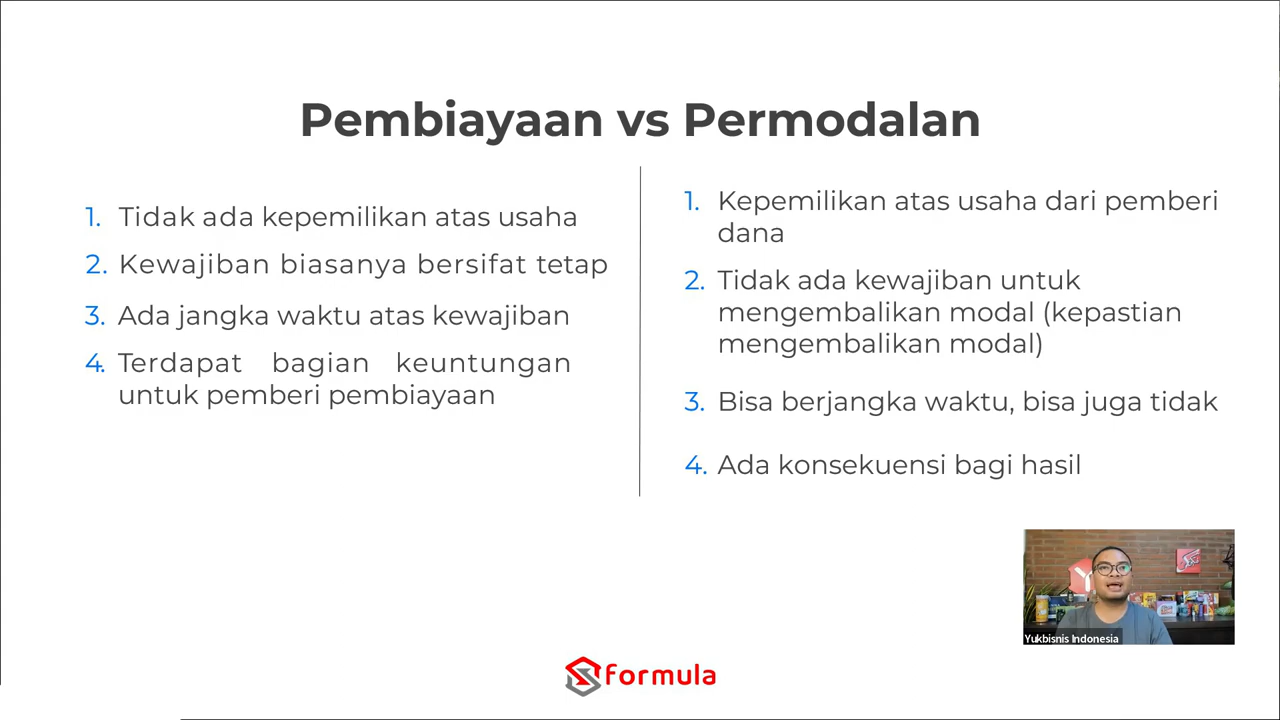 Pembiayaan vs Permodalan
1. Tidak ada kepemilikan atas usaha
2. Kewajiban biasanya bersifat tetap
3. Ada jangka waktu atas kewajiban
4. Terdapat bagian keuntungan
untuk pemberi pembiayaan
1. Kepemilikan atas usaha dari pemberi
dana
2. Tidak ada kewajiban untuk
mengembalikan modal (kepastian
mengembalikan modal)
3. Bisa berjangka waktu, bisa juga tidak
4. Ada konsekuensi bagi hasil
Yukbisnis Indonesia
formula